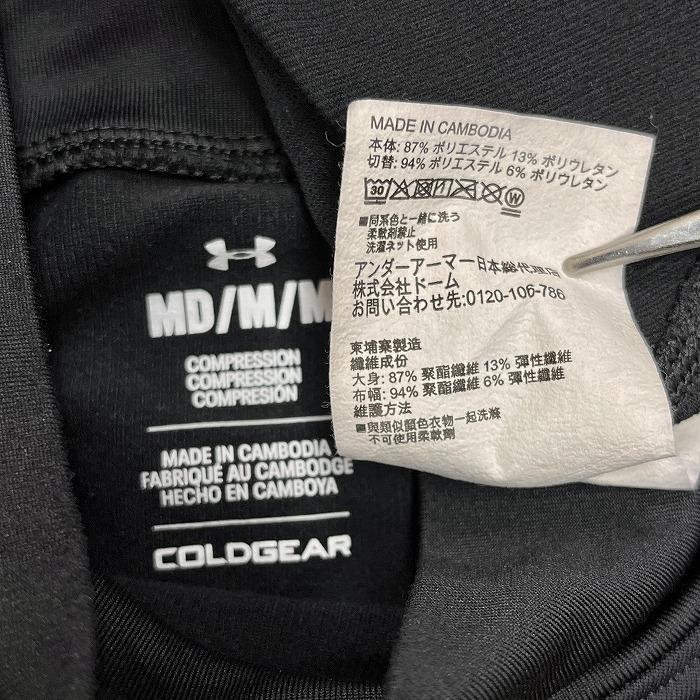 MADE IN CAMBODIA
本体: 87% ポリエステル 13% ポリウレタン
切替: 94% ポリエステル 6% ポリウレタン
30
W
■同系色と一緒に洗う
柔軟剤禁止
洗濯ネット使用
アンダーアーマー日本総代理店
株式会社ドーム
お問い合わせ先:0120-106-786
柬埔寨製造
纖維成份
大身: 87% 聚酯纖維 13% 彈性纖維
布幅: 94% 聚酯纖維 6% 彈性纖維
維護方法
■與類似顏色衣物一起洗滌
不可使用柔軟劑
MD/M/M
COMPRESSION
COMPRESSION
COMPRESIÓN
MADE IN CAMBODIA
FABRIQUÉ AU CAMBODGE
HECHO EN CAMBOYA
COLDGEAR